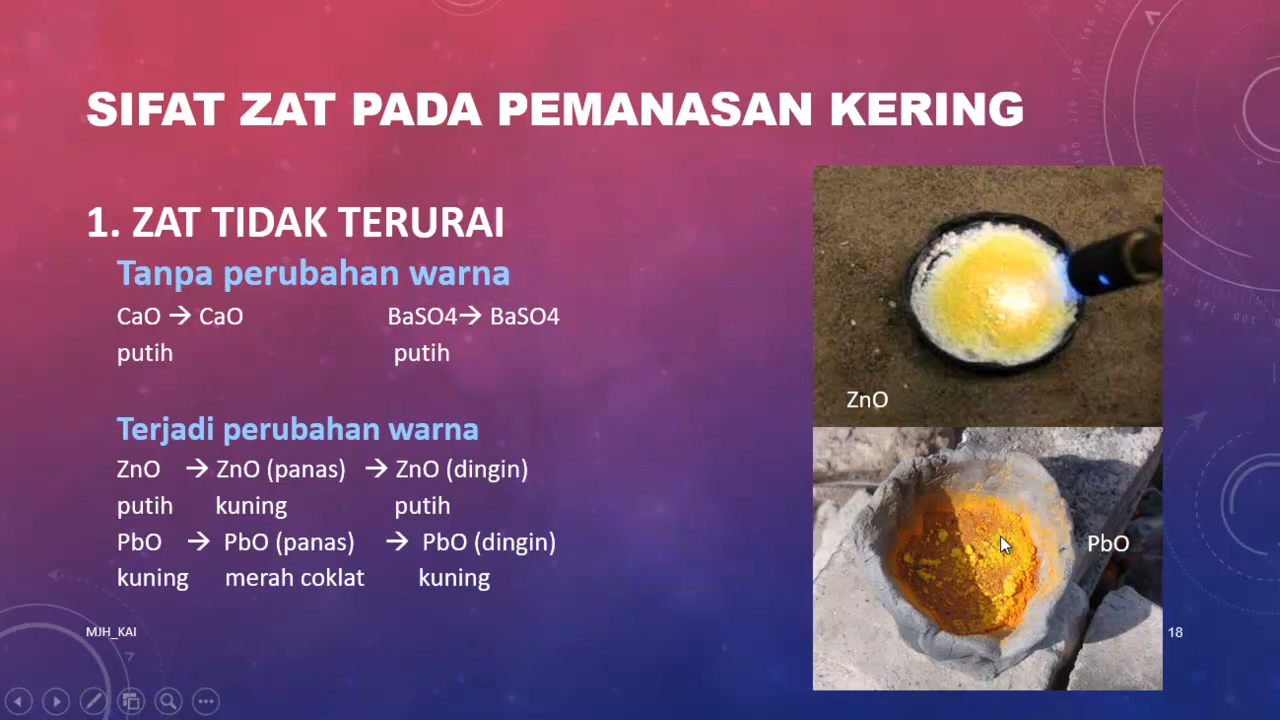 SIFAT ZAT PADA PEMANASAN KERING
1. ZAT TIDAK TERURAI
Tanpa perubahan warna
CaO → CaO BaSO4→ BaSO4
putih putih
Terjadi perubahan warna
ZnO → ZnO (panas) → ZnO (dingin)
putih kuning putih
PbO → PbO (panas) → PbO (dingin)
kuning merah coklat kuning
ZnO
PbO
MJH_KAI
18